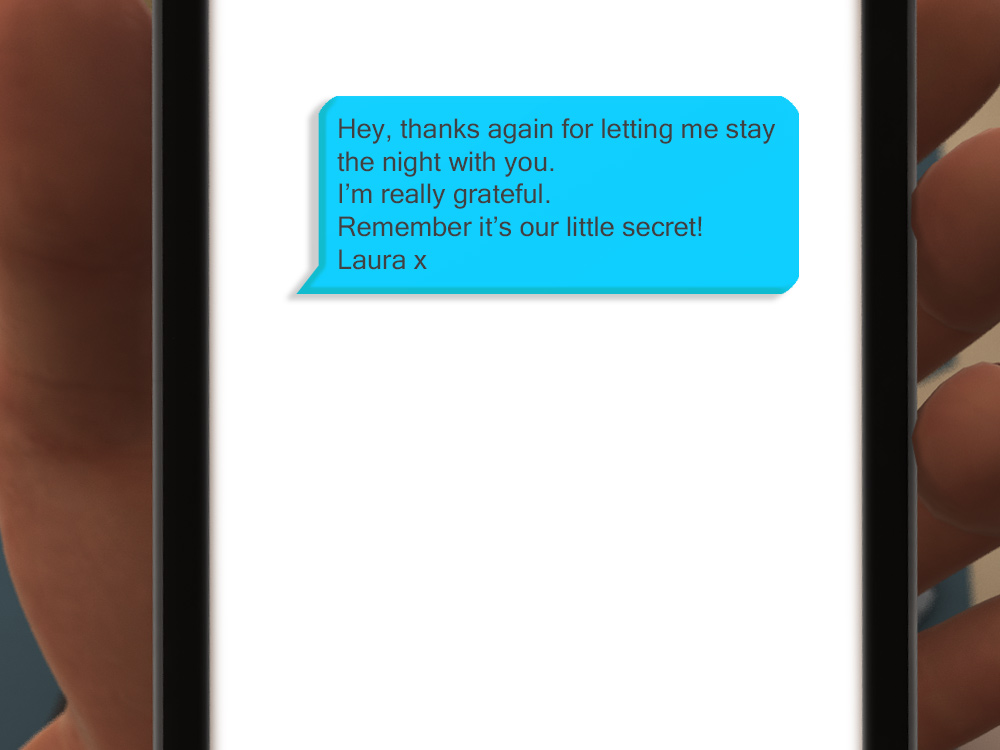 Hey, thanks again for letting me stay
the night with you.
I’m really grateful.
Remember it’s our little secret!
Laura x